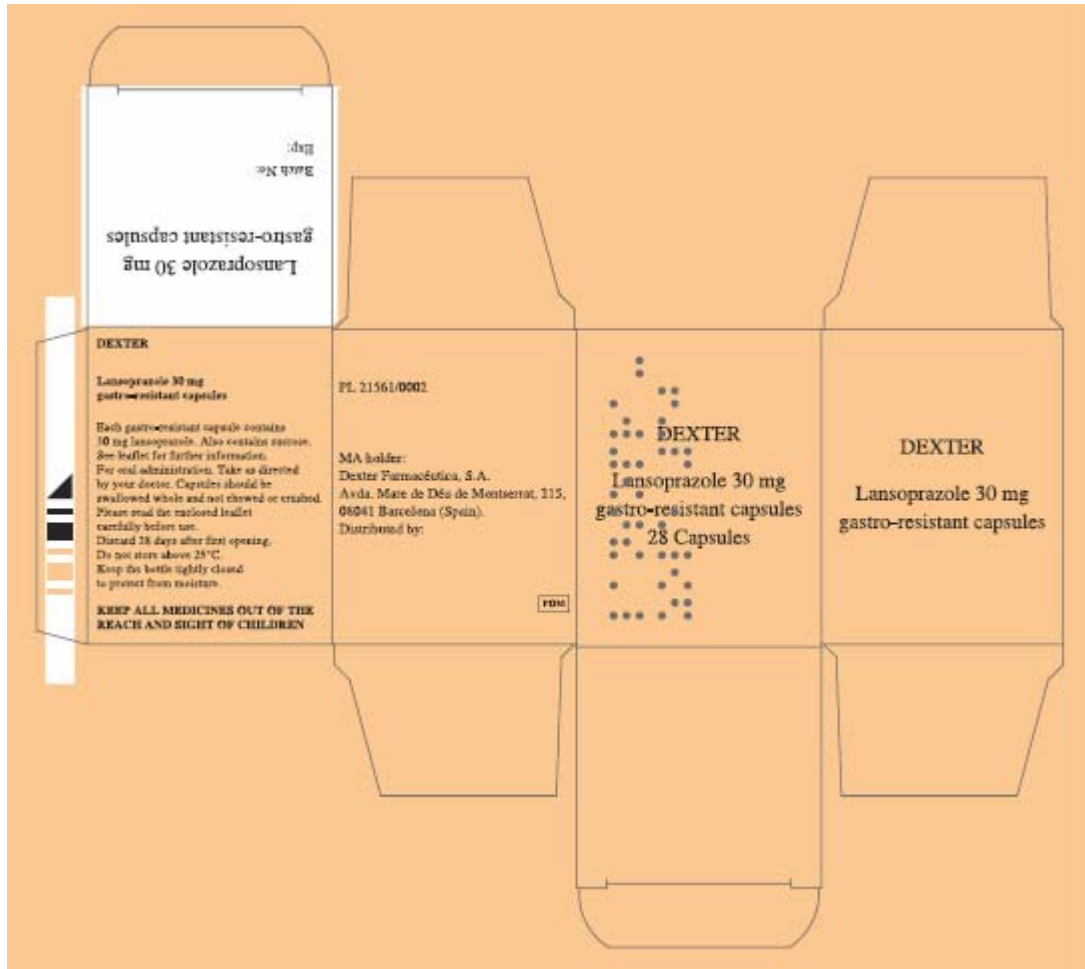 Lansoprazole 30 mg
gastro-resistant capsules
Batch No:
Exp:
DEXTER
Lansoprazole 30 mg
gastro-resistant capsules
Each gastro-resistant capsule contains
30 mg lansoprazole. Also contains sucrose.
See leaflet for further information.
For oral administration. Take as directed
by your doctor. Capsules should be
swallowed whole and not chewed or crushed.
Please read the enclosed leaflet
carefully before use.
Discard 28 days after first opening.
Do not store above 25°C.
Keep the bottle tightly closed
to protect from moisture.
KEEP ALL MEDICINES OUT OF THE
REACH AND SIGHT OF CHILDREN
PL 21561/0002
MA holder:
Dexter Farmacéutica, S.A.
Avda. Mare de Déu de Montserrat, 215,
08041 Barcelona (Spain).
Distributed by:
POM
DEXTER
Lansoprazole 30 mg
gastro-resistant capsules
28 Capsules
DEXTER
Lansoprazole 30 mg
gastro-resistant capsules